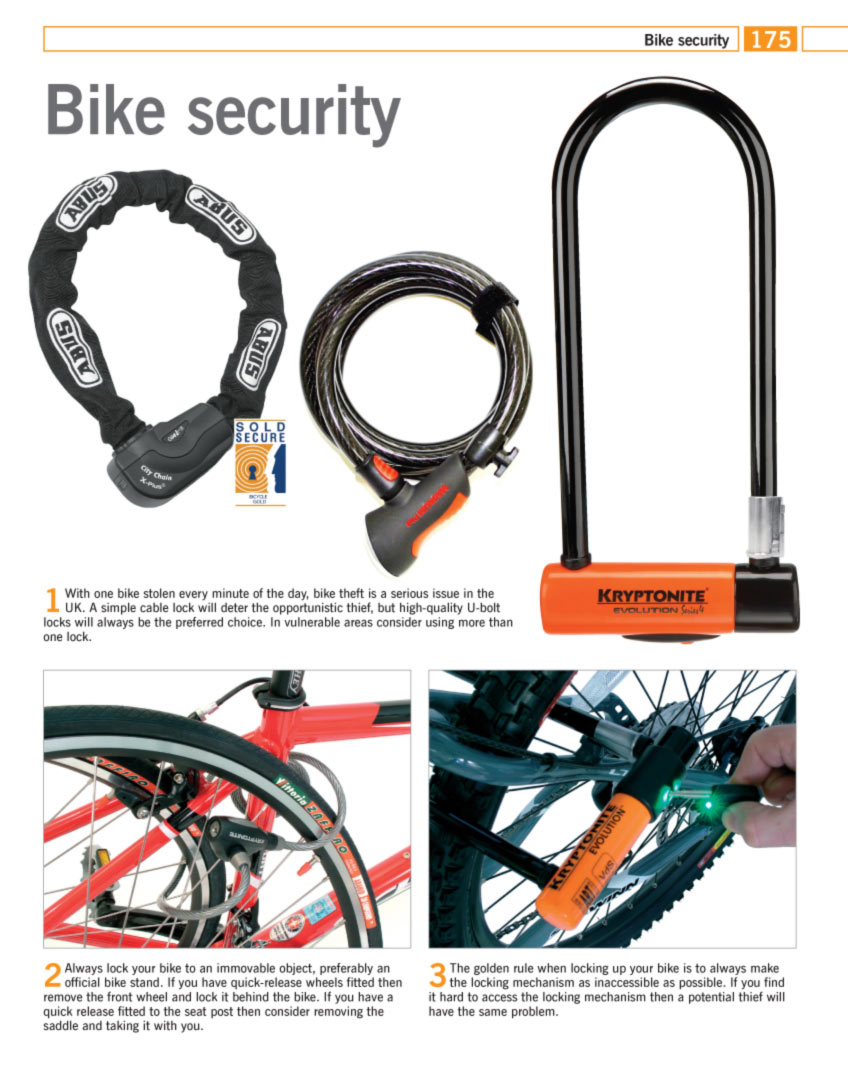 Bike security 175
Bike security
ABUS
ABUS
ABUS
ABUS
City Chain
X-Plus
SOLD
SECURE
BICYCLE
GOLD
KRYPTONITE
EVOLUTION Series 4
1 With one bike stolen every minute of the day, bike theft is a serious issue in the
UK. A simple cable lock will deter the opportunistic thief, but high-quality U-bolt
locks will always be the preferred choice. In vulnerable areas consider using more than
one lock.
Vittoria ZAFFIRO
ZAFFIRO
KRYPTONITE
KRYPTONITE
EVOLUTION
WINN
2 Always lock your bike to an immovable object, preferably an
official bike stand. If you have quick-release wheels fitted then
remove the front wheel and lock it behind the bike. If you have a
quick release fitted to the seat post then consider removing the
saddle and taking it with you.
3 The golden rule when locking up your bike is to always make
the locking mechanism as inaccessible as possible. If you find
it hard to access the locking mechanism then a potential thief will
have the same problem.